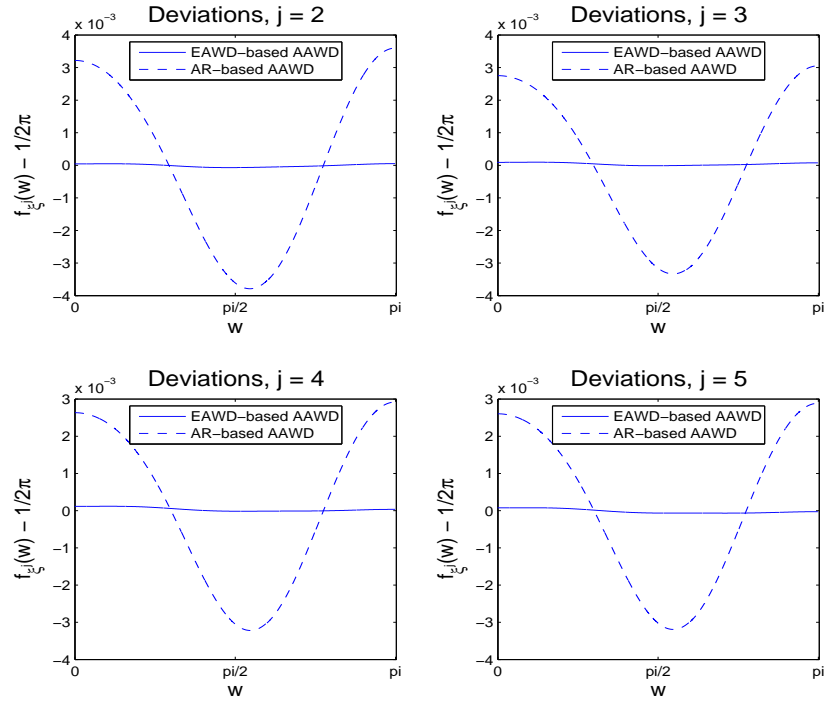 Deviations, j = 2
x 10⁻³
EAWD−based AAWD
AR−based AAWD
4
3
2
1
0
−1
−2
−3
−4
0
pi/2
pi
w
f_ξj(w) − 1/2π
Deviations, j = 3
x 10⁻³
EAWD−based AAWD
AR−based AAWD
4
3
2
1
0
−1
−2
−3
−4
0
pi/2
pi
w
f_ξj(w) − 1/2π
Deviations, j = 4
x 10⁻³
EAWD−based AAWD
AR−based AAWD
3
2
1
0
−1
−2
−3
−4
0
pi/2
pi
w
f_ξj(w) − 1/2π
Deviations, j = 5
x 10⁻³
EAWD−based AAWD
AR−based AAWD
3
2
1
0
−1
−2
−3
−4
0
pi/2
pi
w
f_ξj(w) − 1/2π